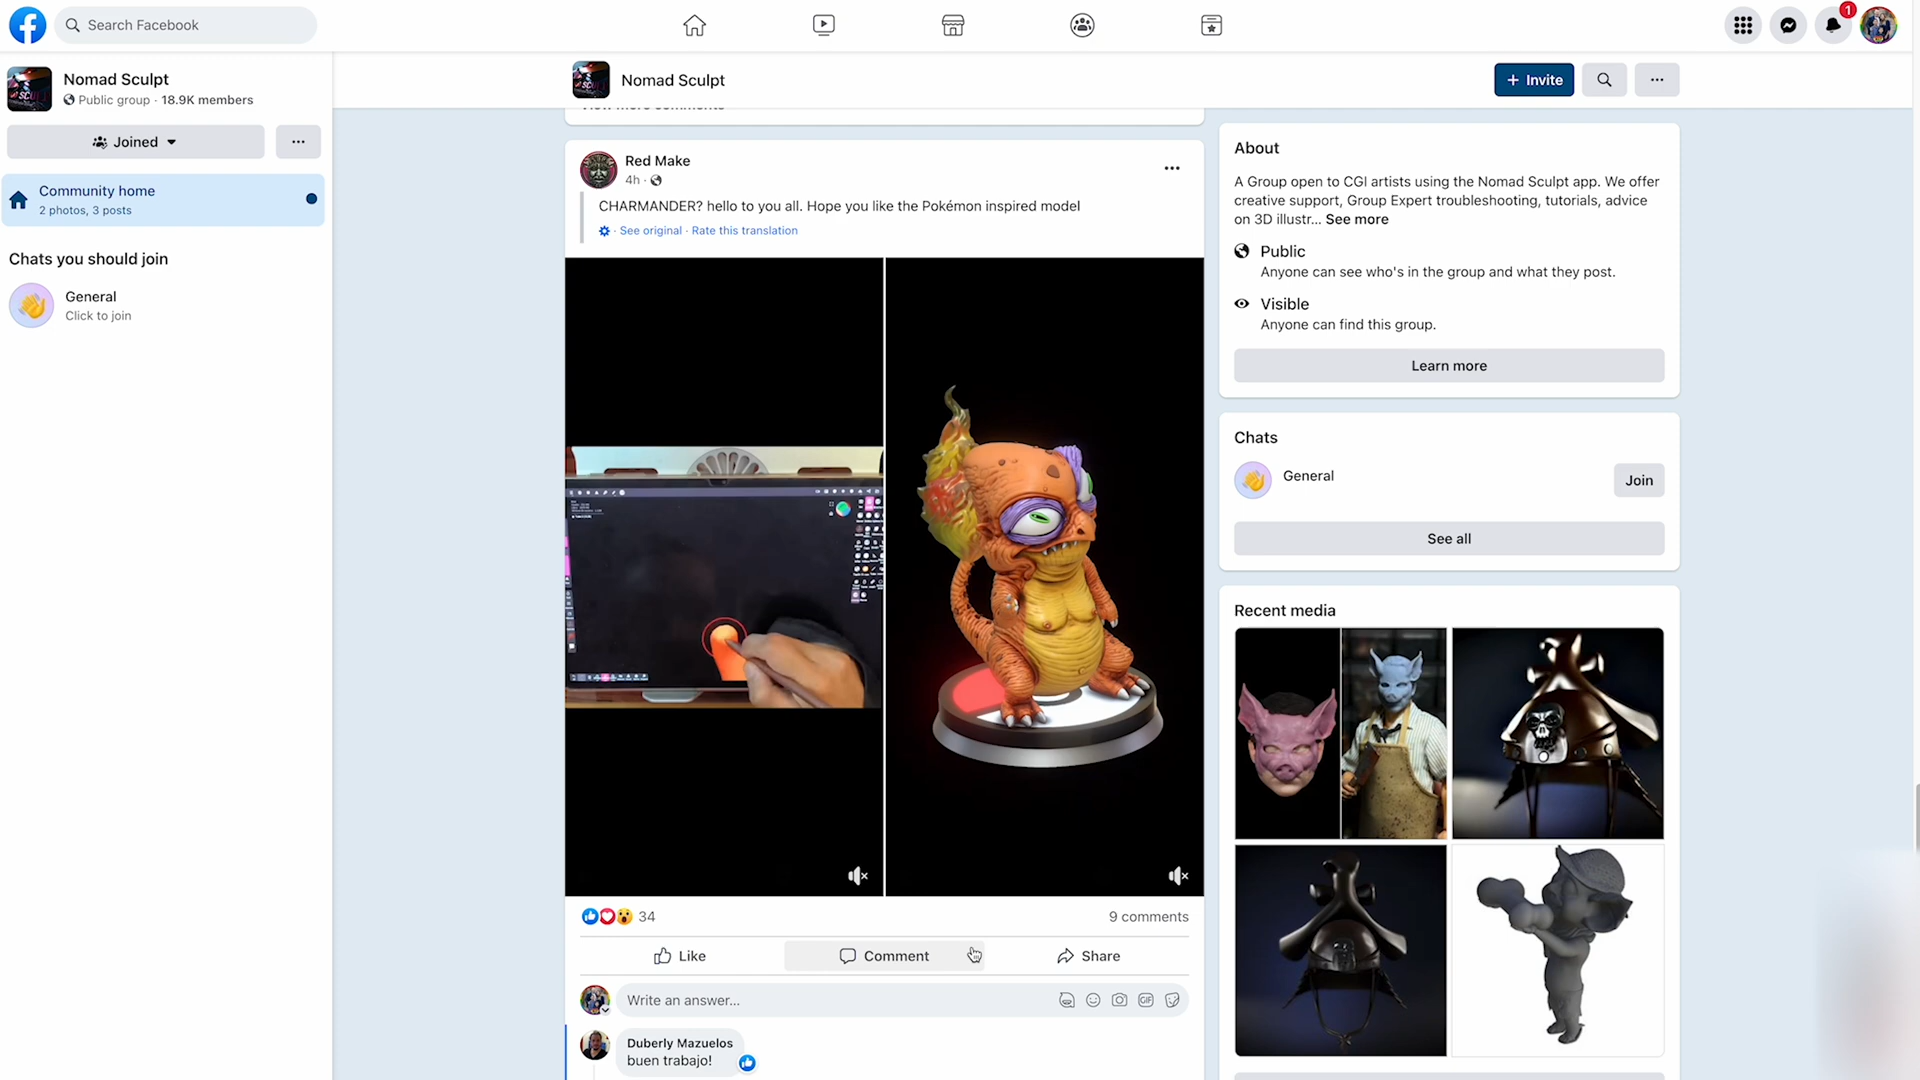 Search Facebook
1
Nomad Sculpt
Public group · 18.9K members
Joined
Community home
2 photos, 3 posts
Chats you should join
General
Click to join
Nomad Sculpt
+ Invite
View more comments
Red Make
4h ·
CHARMANDER? hello to you all. Hope you like the Pokémon inspired model
· See original · Rate this translation
34
9 comments
Like
Comment
Share
Write an answer...
GIF
Duberly Mazuelos
buen trabajo!
About
A Group open to CGI artists using the Nomad Sculpt app. We offer
creative support, Group Expert troubleshooting, tutorials, advice
on 3D illustr... See more
Public
Anyone can see who's in the group and what they post.
Visible
Anyone can find this group.
Learn more
Chats
General
Join
See all
Recent media